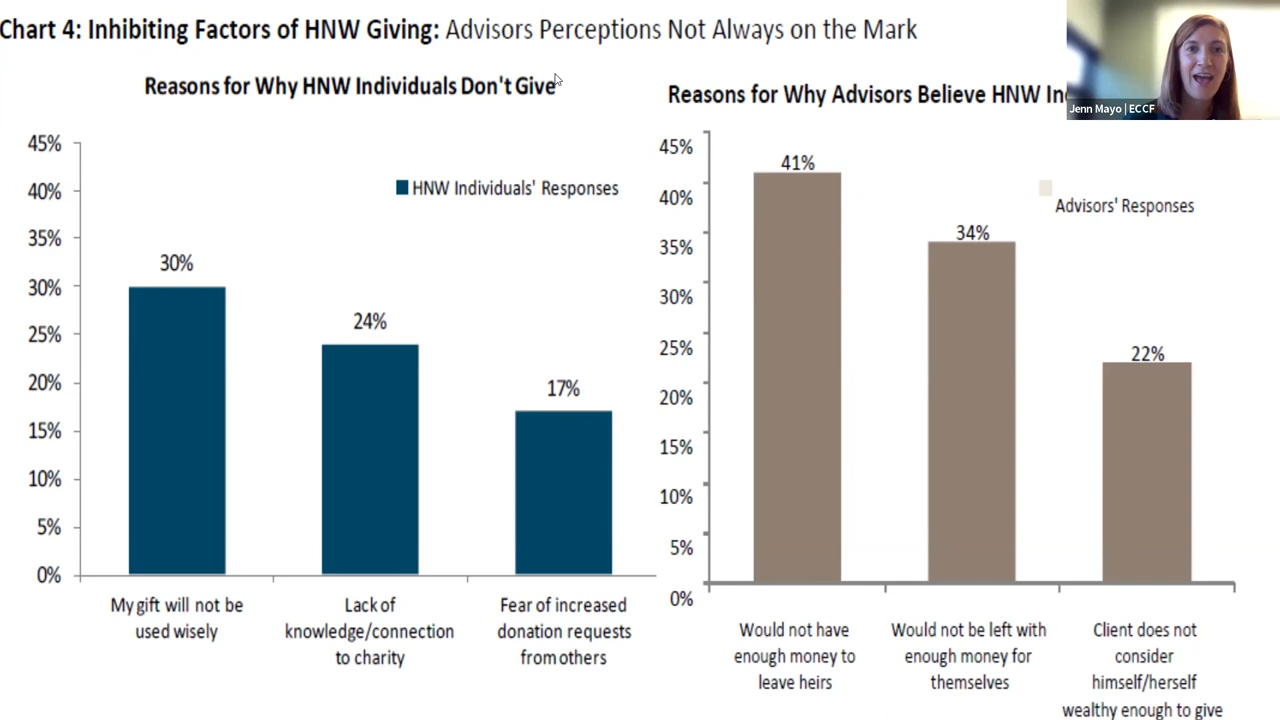 Chart 4: Inhibiting Factors of HNW Giving: Advisors Perceptions Not Always on the Mark
Reasons for Why HNW Individuals Don't Give
45%
40%
35%
30%
25%
20%
15%
10%
5%
0%
HNW Individuals' Responses
30%
24%
17%
My gift will not be
used wisely
Lack of
knowledge/connection
to charity
Fear of increased
donation requests
from others
Reasons for Why Advisors Believe HNW
Jenn Mayo | ECCF
45%
40%
35%
30%
25%
20%
15%
10%
5%
0%
Advisors' Responses
41%
34%
22%
Would not have
enough money to
leave heirs
Would not be left with
enough money for
themselves
Client does not
consider
himself/herself
wealthy enough to give